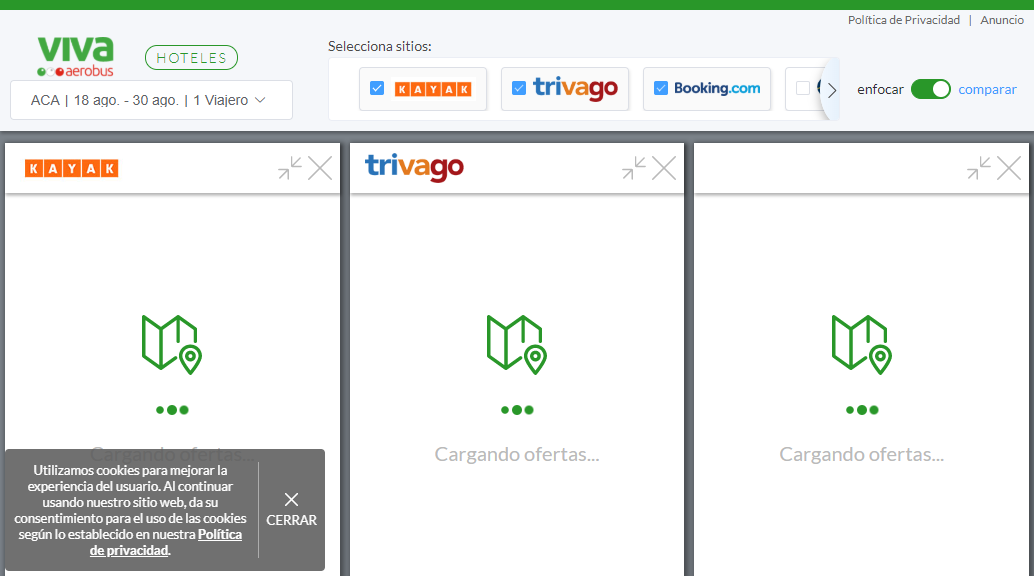 Política de Privacidad | Anuncio
viva
aerobus
HOTELES
Selecciona sitios:
ACA | 18 ago. - 30 ago. | 1 Viajero
KAYAK
trivago
Booking.com
enfocar
comparar
KAYAK
trivago
Cargando ofertas...
Cargando ofertas...
Cargando ofertas...
Utilizamos cookies para mejorar la
experiencia del usuario. Al continuar
usando nuestro sitio web, da su
consentimiento para el uso de las cookies
según lo establecido en nuestra Política
de privacidad.
CERRAR